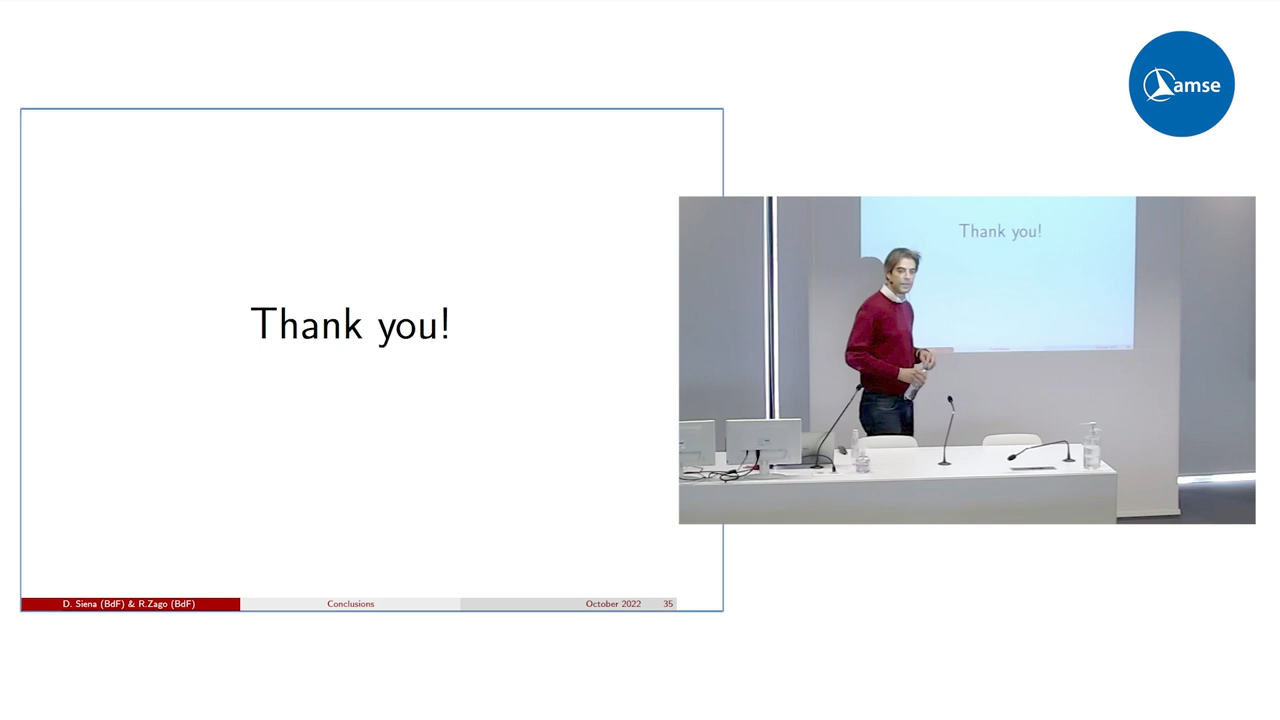 amse
Thank you!
Thank you!
D. Siena (BdF) & R.Zago (BdF)
Conclusions
October 2022
35